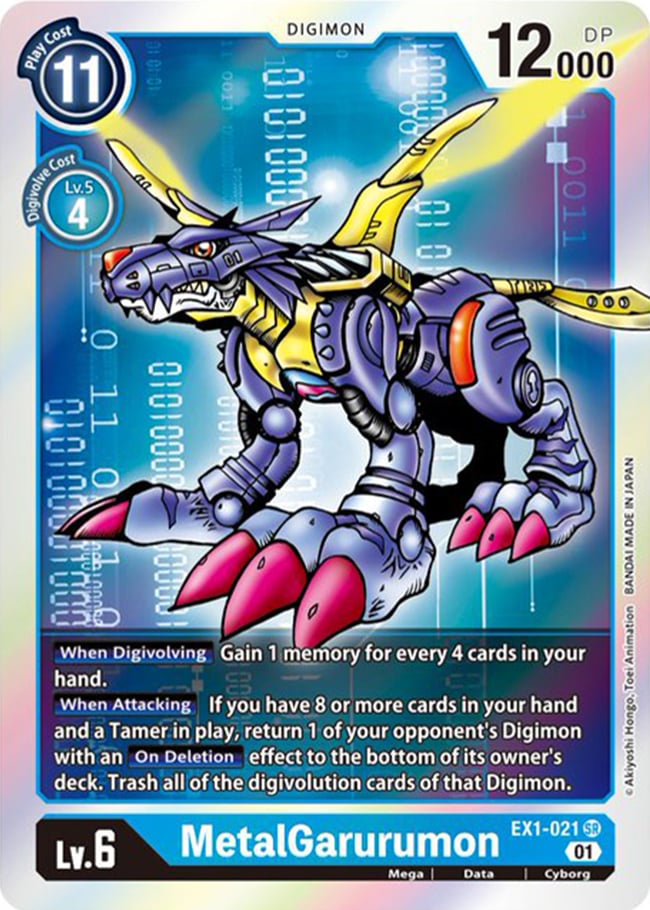 DIGIMON
Play Cost
11
DP
12000
Digivolve Cost
Lv.5
4
When Digivolving Gain 1 memory for every 4 cards in your
hand.
When Attacking If you have 8 or more cards in your hand
and a Tamer in play, return 1 of your opponent's Digimon
with an On Deletion effect to the bottom of its owner's
deck. Trash all of the digivolution cards of that Digimon.
©Akiyoshi Hongo, Toei Animation BANDAI MADE IN JAPAN
Lv.6
MetalGarurumon
EX1-021 SR
01
Mega | Data | Cyborg